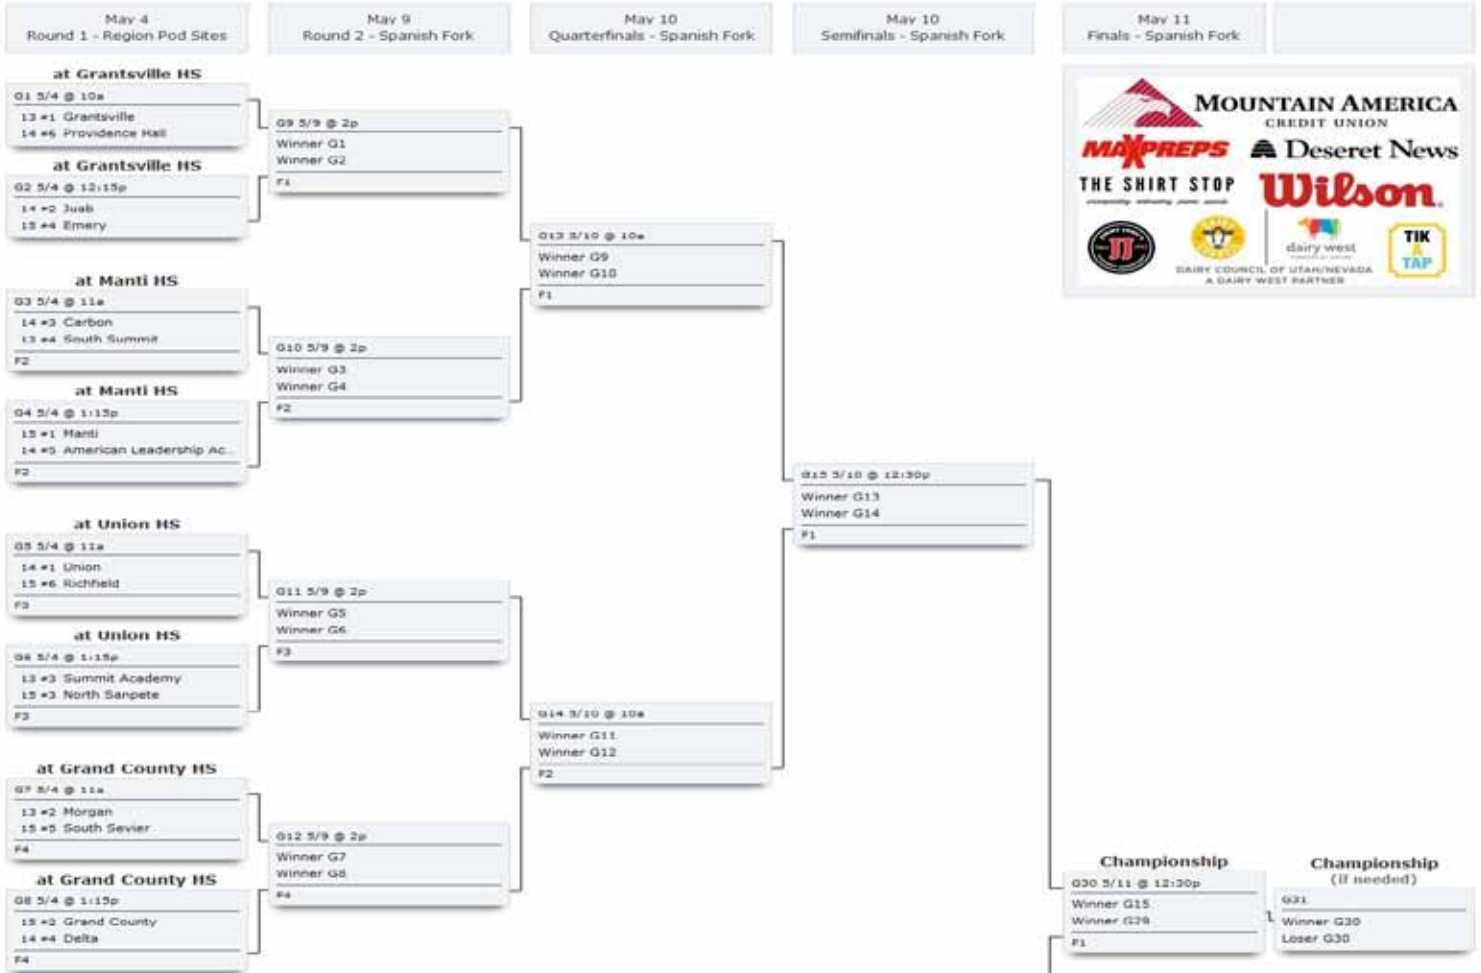 May 4
Round 1 - Region Pod Sites
May 9
Round 2 - Spanish Fork
May 10
Quarterfinals - Spanish Fork
May 10
Semifinals - Spanish Fork
May 11
Finals - Spanish Fork
at Grantsville HS
G1 5/4 @ 10a
13 #1 Grantsville
14 #6 Providence Hall
at Grantsville HS
G2 5/4 @ 12:15p
14 #2 Juab
15 #4 Emery
at Manti HS
G3 5/4 @ 11a
14 #3 Carbon
13 #4 South Summit
F2
at Manti HS
G4 5/4 @ 1:15p
15 #1 Manti
14 #5 American Leadership Ac..
F2
at Union HS
G5 5/4 @ 11a
14 #1 Union
15 #6 Richfield
F3
at Union HS
G6 5/4 @ 1:15p
13 #3 Summit Academy
15 #3 North Sanpete
F3
at Grand County HS
G7 5/4 @ 11a
13 #2 Morgan
15 #5 South Sevier
F4
at Grand County HS
G8 5/4 @ 1:15p
15 #2 Grand County
14 #4 Delta
F4
G9 5/9 @ 2p
Winner G1
Winner G2
F1
G10 5/9 @ 2p
Winner G3
Winner G4
F2
G11 5/9 @ 2p
Winner G5
Winner G6
F3
G12 5/9 @ 2p
Winner G7
Winner G8
F4
G13 5/10 @ 10a
Winner G9
Winner G10
F1
G14 5/10 @ 10a
Winner G11
Winner G12
F2
G15 5/10 @ 12:30p
Winner G13
Winner G14
F1
MOUNTAIN AMERICA
CREDIT UNION
MAXPREPS
Deseret News
THE SHIRT STOP
Wilson.
JJ
dairy west
TIK
A
TAP
DAIRY COUNCIL OF UTAH/NEVADA
A DAIRY WEST PARTNER
Championship
G30 5/11 @ 12:30p
Winner G15
Winner G29
F1
Championship
(if needed)
G31
Winner G30
Loser G30